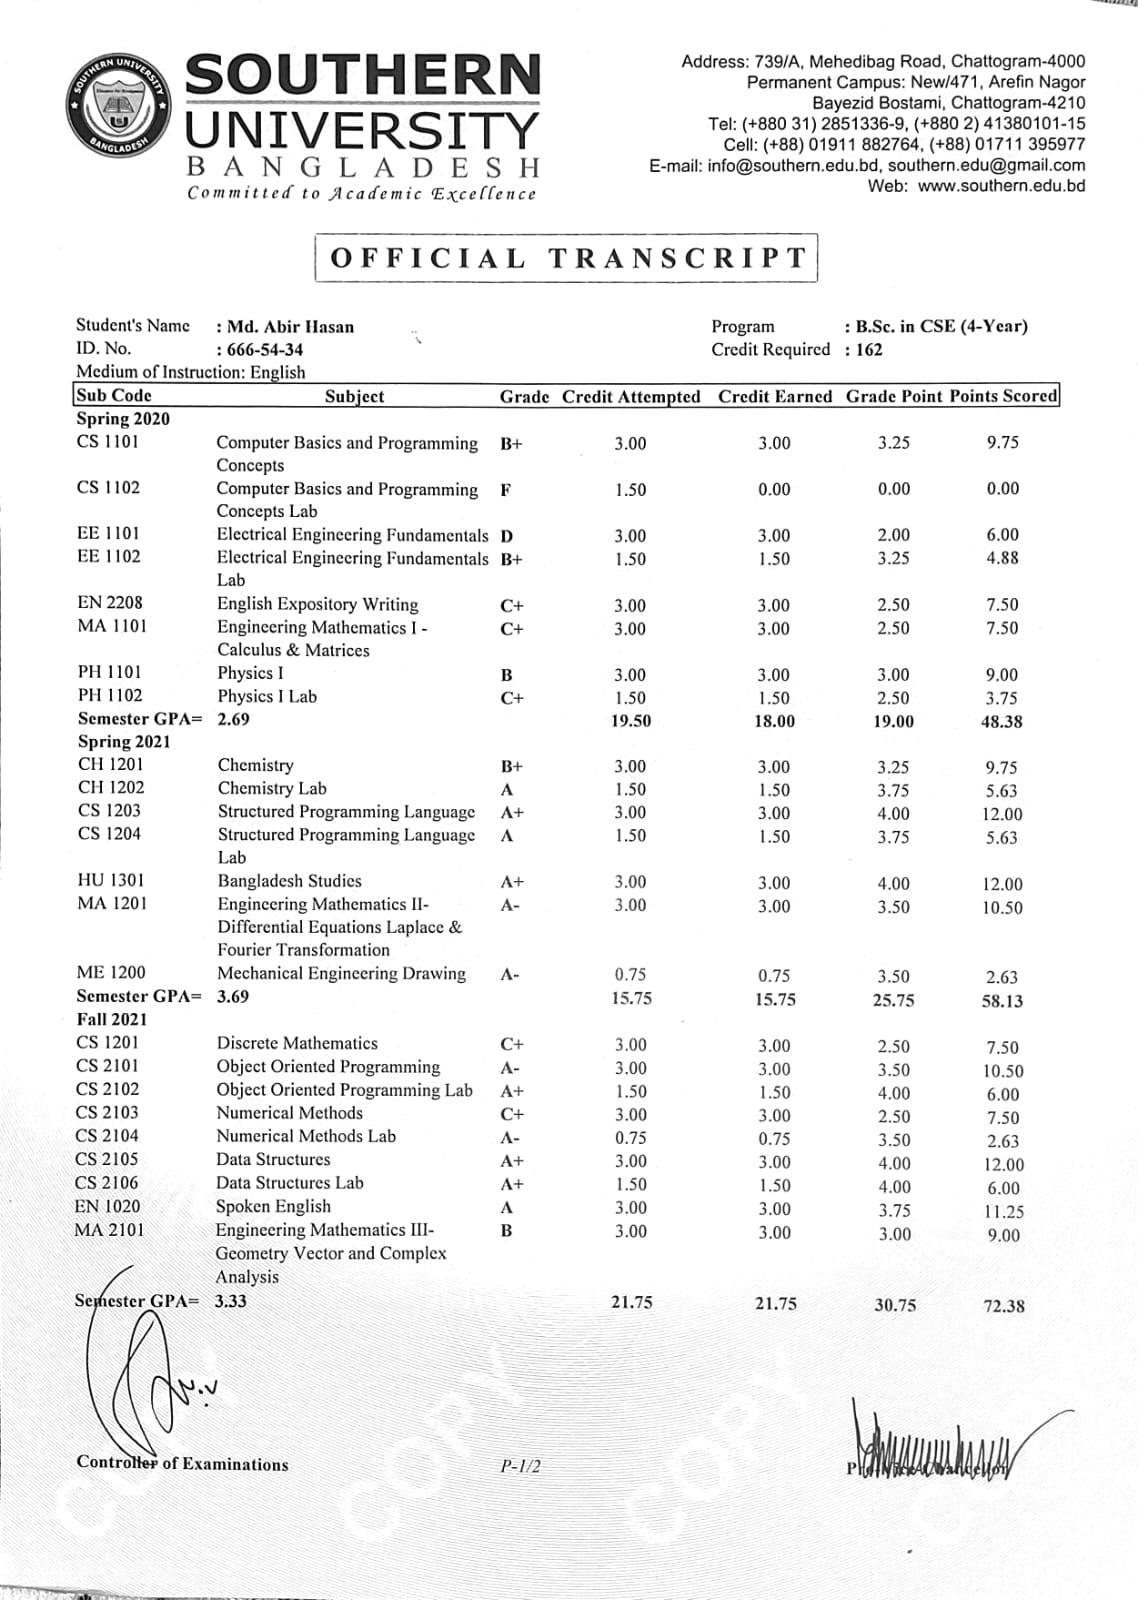 SOUTHERN
UNIVERSITY
BANGLADESH
Committed to Academic Excellence
SOUTHERN UNIVERSITY
BANGLADESH
Address: 739/A, Mehedibag Road, Chattogram-4000
Permanent Campus: New/471, Arefin Nagor
Bayezid Bostami, Chattogram-4210
Tel: (+880 31) 2851336-9, (+880 2) 41380101-15
Cell: (+88) 01911 882764, (+88) 01711 395977
E-mail: info@southern.edu.bd, southern.edu@gmail.com
Web: www.southern.edu.bd
OFFICIAL TRANSCRIPT
Student's Name : Md. Abir Hasan Program : B.Sc. in CSE (4-Year)
ID. No. : 666-54-34 Credit Required : 162
Medium of Instruction: English
Sub Code Subject Grade Credit Attempted Credit Earned Grade Point Points Scored
Spring 2020
CS 1101 Computer Basics and Programming B+ 3.00 3.00 3.25 9.75
Concepts
CS 1102 Computer Basics and Programming F 1.50 0.00 0.00 0.00
Concepts Lab
EE 1101 Electrical Engineering Fundamentals D 3.00 3.00 2.00 6.00
EE 1102 Electrical Engineering Fundamentals B+ 1.50 1.50 3.25 4.88
Lab
EN 2208 English Expository Writing C+ 3.00 3.00 2.50 7.50
MA 1101 Engineering Mathematics I - C+ 3.00 3.00 2.50 7.50
Calculus & Matrices
PH 1101 Physics I B 3.00 3.00 3.00 9.00
PH 1102 Physics I Lab C+ 1.50 1.50 2.50 3.75
Semester GPA= 2.69 19.50 18.00 19.00 48.38
Spring 2021
CH 1201 Chemistry B+ 3.00 3.00 3.25 9.75
CH 1202 Chemistry Lab A 1.50 1.50 3.75 5.63
CS 1203 Structured Programming Language A+ 3.00 3.00 4.00 12.00
CS 1204 Structured Programming Language A 1.50 1.50 3.75 5.63
Lab
HU 1301 Bangladesh Studies A+ 3.00 3.00 4.00 12.00
MA 1201 Engineering Mathematics II- A- 3.00 3.00 3.50 10.50
Differential Equations Laplace &
Fourier Transformation
ME 1200 Mechanical Engineering Drawing A- 0.75 0.75 3.50 2.63
Semester GPA= 3.69 15.75 15.75 25.75 58.13
Fall 2021
CS 1201 Discrete Mathematics C+ 3.00 3.00 2.50 7.50
CS 2101 Object Oriented Programming A- 3.00 3.00 3.50 10.50
CS 2102 Object Oriented Programming Lab A+ 1.50 1.50 4.00 6.00
CS 2103 Numerical Methods C+ 3.00 3.00 2.50 7.50
CS 2104 Numerical Methods Lab A- 0.75 0.75 3.50 2.63
CS 2105 Data Structures A+ 3.00 3.00 4.00 12.00
CS 2106 Data Structures Lab A+ 1.50 1.50 4.00 6.00
EN 1020 Spoken English A 3.00 3.00 3.75 11.25
MA 2101 Engineering Mathematics III- B 3.00 3.00 3.00 9.00
Geometry Vector and Complex
Analysis
Semester GPA= 3.33 21.75 21.75 30.75 72.38
COPY COPY COPY
Controller of Examinations P-1/2